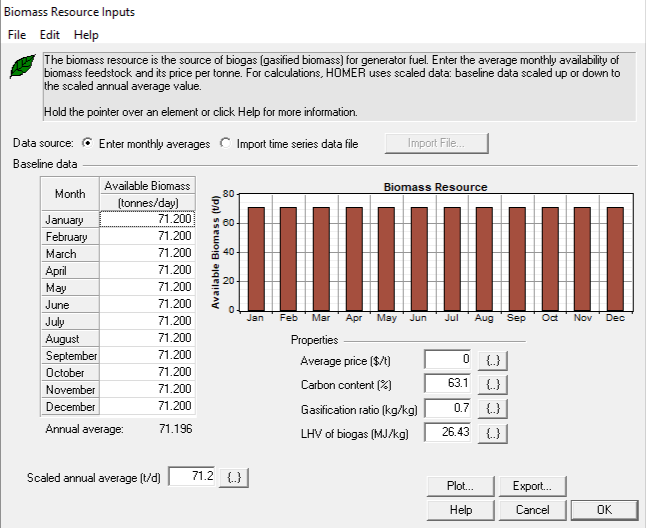 Biomass Resource Inputs
File Edit Help
The biomass resource is the source of biogas (gasified biomass) for generator fuel. Enter the average monthly availability of
biomass feedstock and its price per tonne. For calculations, HOMER uses scaled data: baseline data scaled up or down to
the scaled annual average value.
Hold the pointer over an element or click Help for more information.
Data source: Enter monthly averages Import time series data file Import File...
Baseline data
Month Available Biomass
(tonnes/day)
January 71.200
February 71.200
March 71.200
April 71.200
May 71.200
June 71.200
July 71.200
August 71.200
September 71.200
October 71.200
November 71.200
December 71.200
Annual average: 71.196
Biomass Resource
Available Biomass (t/d)
80
60
40
20
0
Jan Feb Mar Apr May Jun Jul Aug Sep Oct Nov Dec
Properties
Average price ($/t) 0 {..}
Carbon content (%) 63.1 {..}
Gasification ratio (kg/kg) 0.7 {..}
LHV of biogas (MJ/kg) 26.43 {..}
Scaled annual average (t/d) 71.2 {..}
Plot... Export...
Help Cancel OK